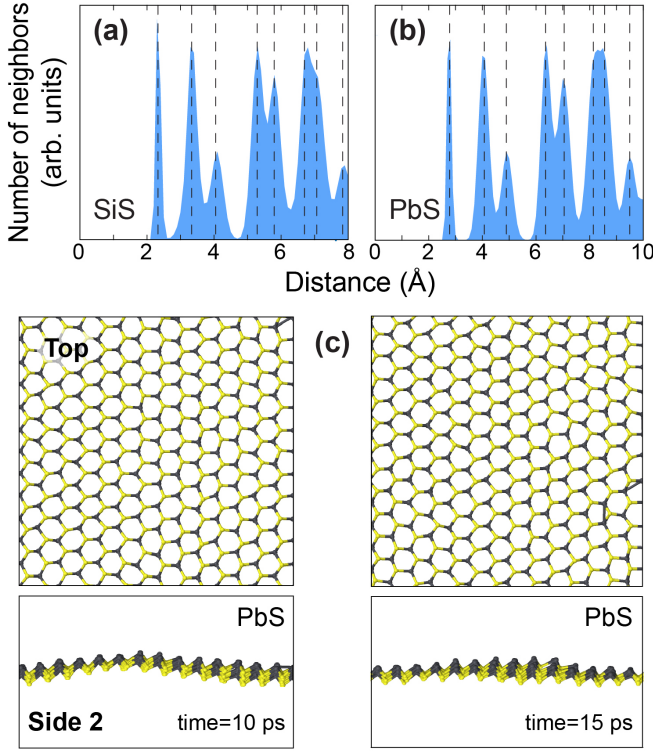 Number of neighbors
(arb. units)
(a)
(b)
SiS
PbS
0 2 4 6 8 0 2 4 6 8 10
Distance (Å)
Top
(c)
PbS
PbS
Side 2
time=10 ps
time=15 ps